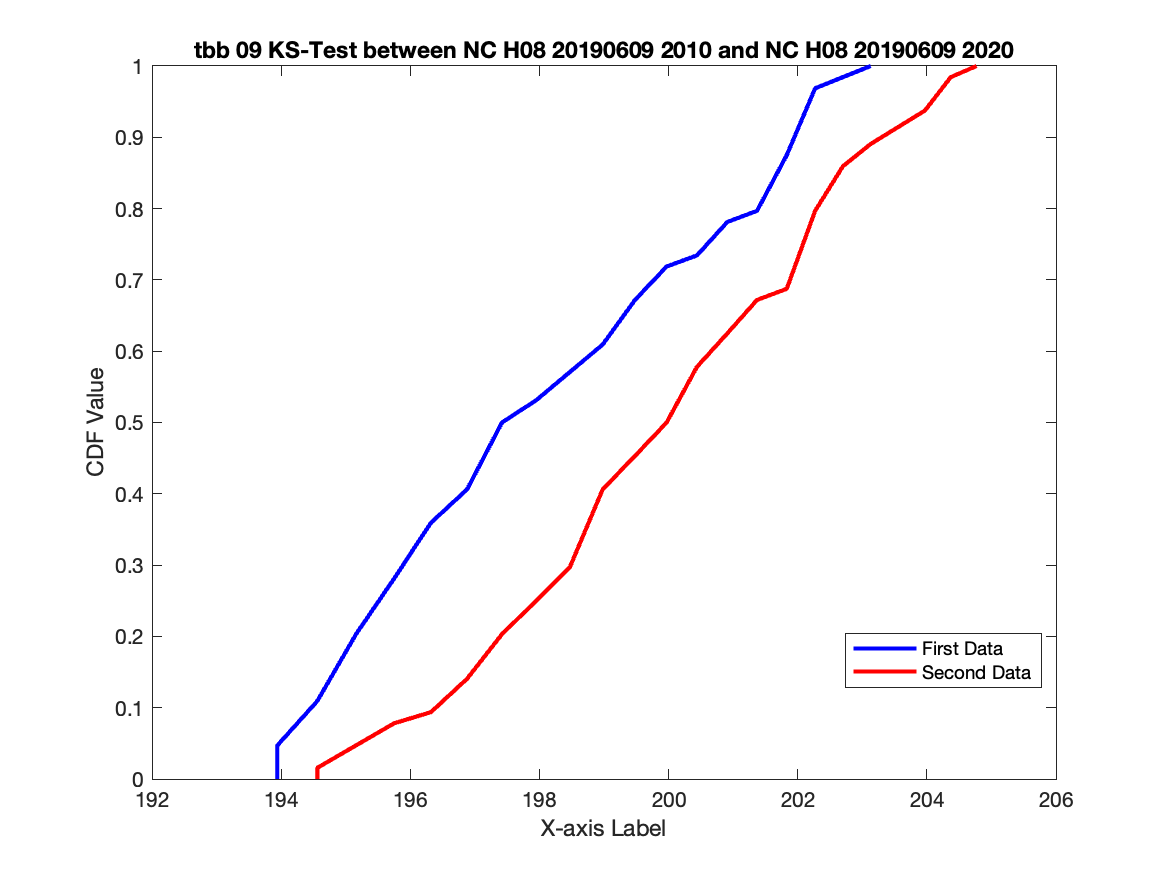 tbb 09 KS-Test between NC H08 20190609 2010 and NC H08 20190609 2020
1
0.9
0.8
0.7
0.6
0.5
0.4
0.3
0.2
0.1
0
CDF Value
First Data
Second Data
192 194 196 198 200 202 204 206
X-axis Label